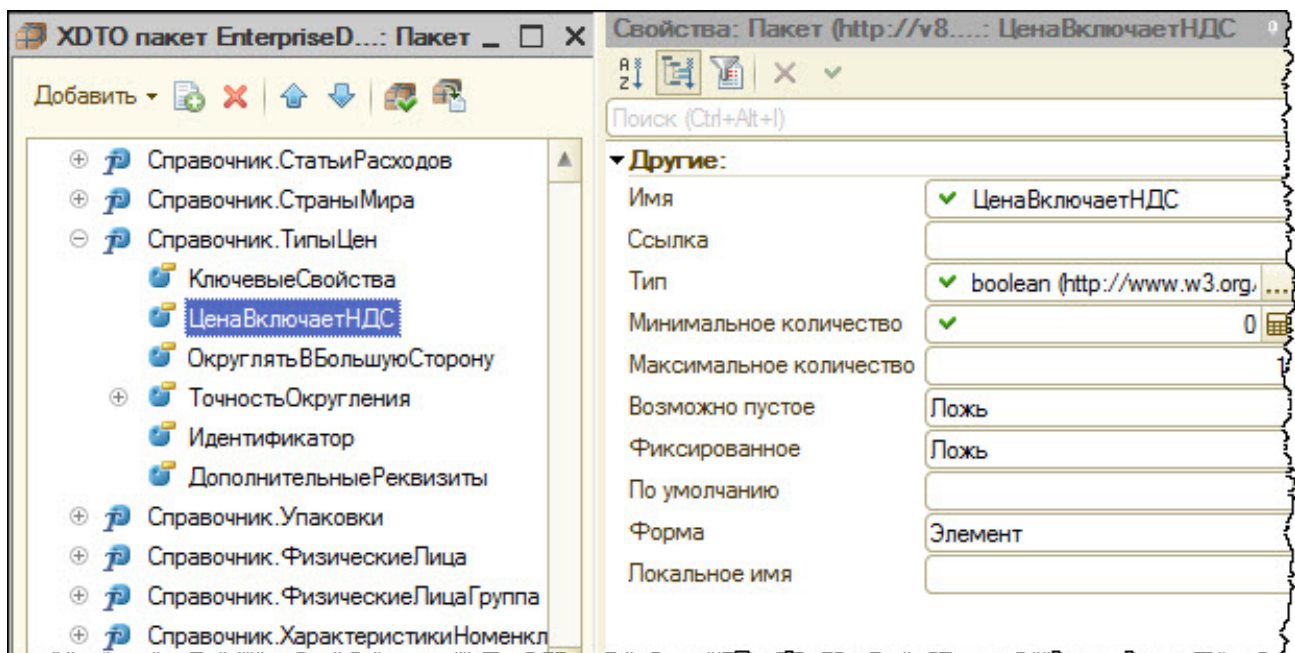 XDTO пакет EnterpriseD...: Пакет
Добавить
Справочник.СтатьиРасходов
Справочник.СтраныМира
Справочник.ТипыЦен
КлючевыеСвойства
ЦенаВключаетНДС
ОкруглятьВБольшуюСторону
ТочностьОкругления
Идентификатор
ДополнительныеРеквизиты
Справочник.Упаковки
Справочник.ФизическиеЛица
Справочник.ФизическиеЛицаГруппа
Справочник.ХарактеристикиНоменкл
Свойства: Пакет (http://v8....: ЦенаВключаетНДС
Поиск (Ctrl+Alt+I)
Другие:
Имя ЦенаВключаетНДС
Ссылка
Тип boolean (http://www.w3.org/ ...
Минимальное количество 0
Максимальное количество 1
Возможно пустое Ложь
Фиксированное Ложь
По умолчанию
Форма Элемент
Локальное имя